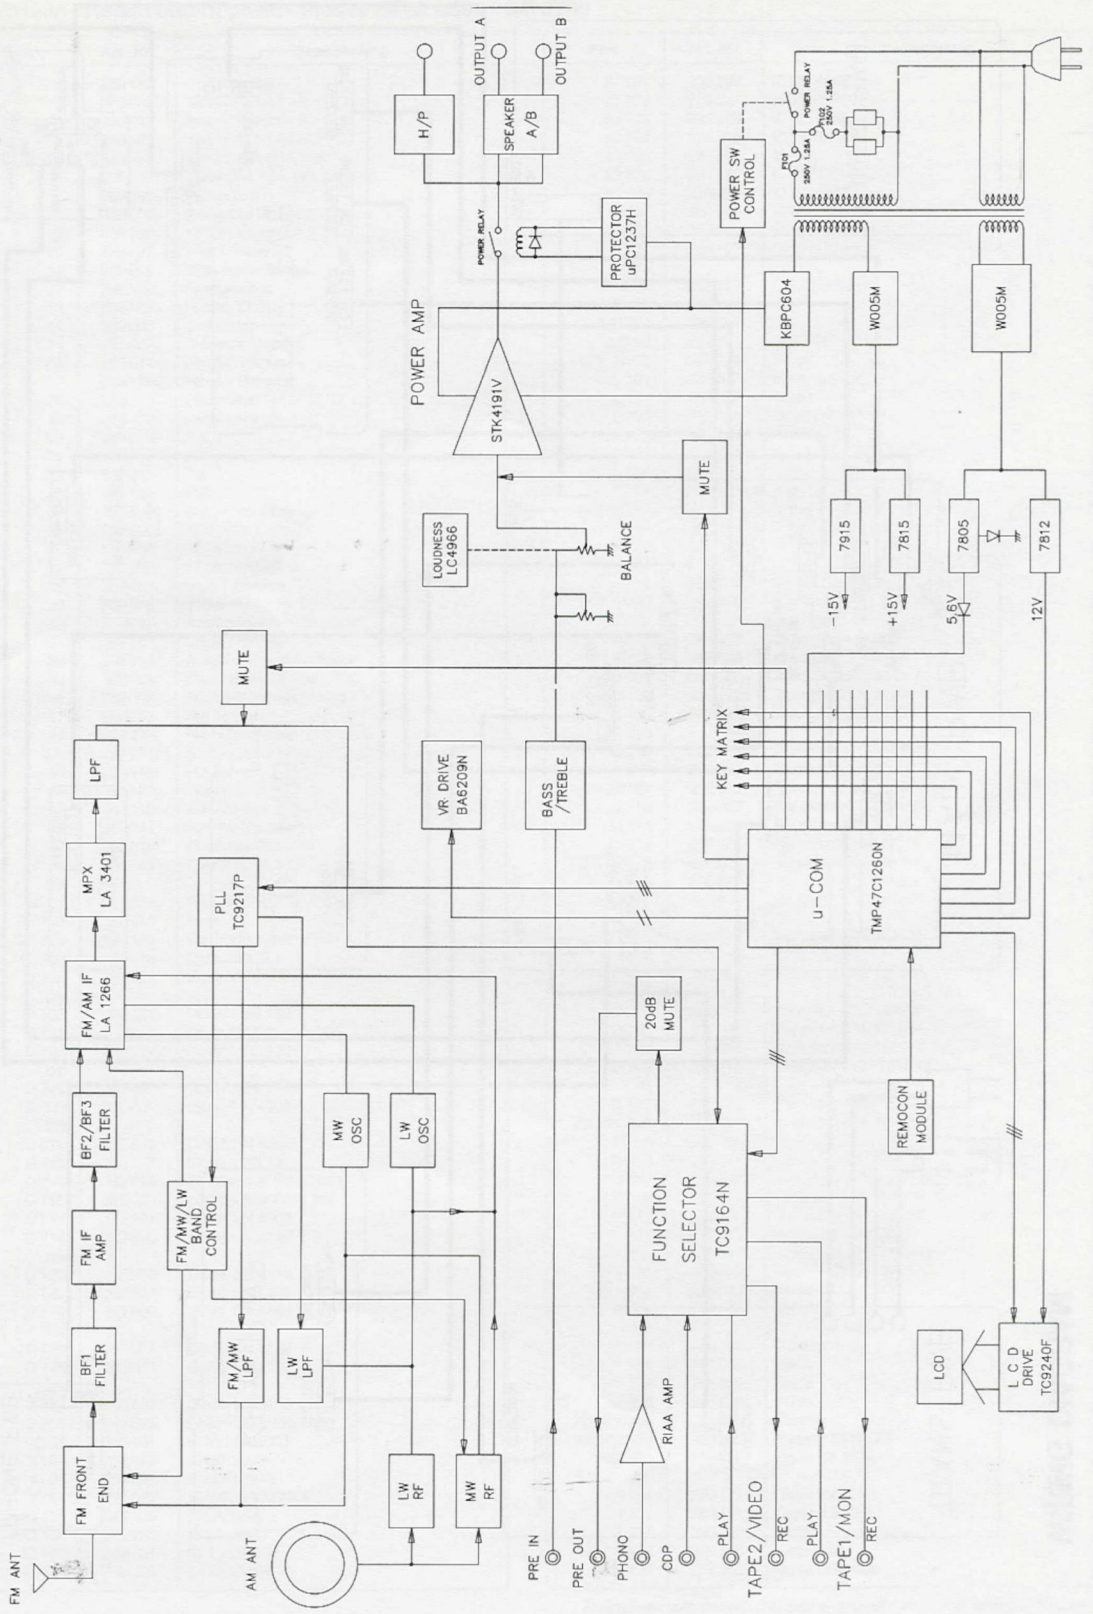 FM ANT
FM FRONT
END
BF1
FILTER
FM IF
AMP
BF2/BF3
FILTER
FM/AM IF
LA 1266
MPX
LA 3401
LPF
MUTE
FM/MW/LW
BAND
CONTROL
PLL
TC9217P
FM/MW
LPF
LW
LPF
MW
OSC
LW
OSC
AM ANT
LW
RF
MW
RF
VR DRIVE
BA6209N
BASS
/TREBLE
LOUDNESS
LC4966
BALANCE
POWER AMP
STK4191V
MUTE
POWER RELAY
PROTECTOR
uPC1237H
H/P
SPEAKER
A/B
OUTPUT A
OUTPUT B
PRE IN
PRE OUT
PHONO
CDP
PLAY
TAPE2/VIDEO
REC
PLAY
TAPE1/MON
REC
RIAA AMP
FUNCTION
SELECTOR
TC9164N
20dB
MUTE
u-COM
TMP47C1260N
KEY MATRIX
REMOCON
MODULE
LCD
L C D
DRIVE
TC9240F
POWER SW
CONTROL
POWER RELAY
F101
250V 1.25A
F102
250V 1.25A
KBPC604
W005M
W005M
7915
7815
7805
7812
-15V
+15V
5.6V
12V